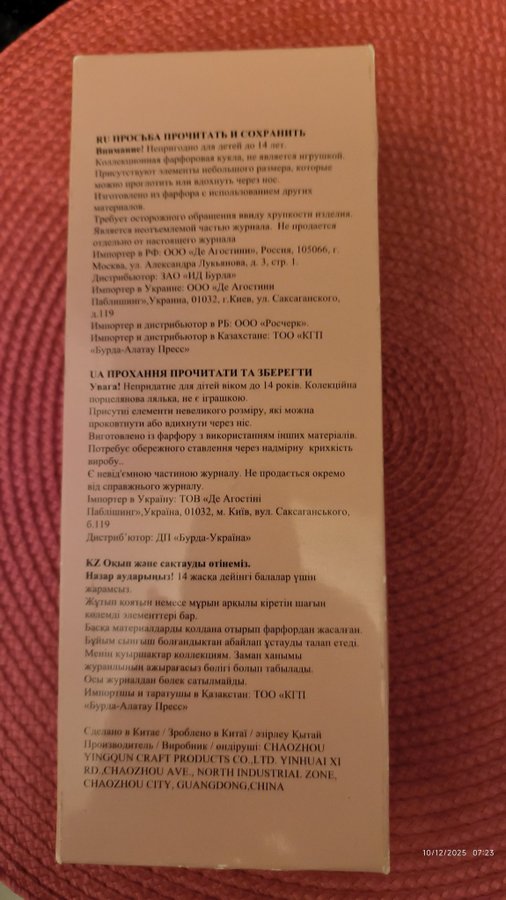 RU ПРОСЬБА ПРОЧИТАТЬ И СОХРАНИТЬ
Внимание! Непригодно для детей до 14 лет.
Коллекционная фарфоровая кукла, не является игрушкой.
Присутствуют элементы небольшого размера, которые
можно проглотить или вдохнуть через нос.
Изготовлено из фарфора с использованием других
материалов.
Требует осторожного обращения ввиду хрупкости изделия.
Является неотъемлемой частью журнала. Не продается
отдельно от настоящего журнала
Импортер в РФ: ООО «Де Агостини», Россия, 105066, г.
Москва, ул. Александра Лукьянова, д. 3, стр. 1.
Дистрибьютор: ЗАО «ИД Бурда»
Импортер в Украине: ООО «Де Агостини
Паблишинг»,Украина, 01032, г.Киев, ул. Саксаганского,
д.119
Импортер и дистрибьютор в РБ: ООО «Росчерк».
Импортер и дистрибьютор в Казахстане: ТОО «КГП
«Бурда-Алатау Пресс»
UA ПРОХАННЯ ПРОЧИТАТИ ТА ЗБЕРЕГТИ
Увага! Непридатне для дітей віком до 14 років. Колекційна
порцелянова лялька, не є іграшкою.
Присутні елементи невеликого розміру, які можна
проковтнути або вдихнути через ніс.
Виготовлено із фарфору з використанням інших матеріалів.
Потребує обережного ставлення через надмірну крихкість
виробу..
Є невід'ємною частиною журналу. Не продається окремо
від справжнього журналу.
Імпортер в Україну: ТОВ «Де Агостіні
Паблішинг»,Україна, 01032, м. Київ, вул. Саксаганського,
б.119
Дистриб´ютор: ДП «Бурда-Україна»
KZ Оқып және сақтауды өтінеміз.
Назар аударыңыз! 14 жасқа дейінгі балалар үшін
жарамсыз.
Жұтып қоятын немесе мұрын арқылы кіретін шағын
көлемді элементтері бар.
Басқа материалдарды қолдана отырып фарфордан жасалған.
Бұйым сынғыш болғандықтан абайлап ұстауды талап етеді.
Менің қуыршақтар коллекциям. Заман ханымы
журналының ажырағасыз бөлігі болып табылады.
Осы журналдан бөлек сатылмайды.
Импортшы и таратушы в Қазақстан: ТОО «КГП
«Бурда-Алатау Пресс»
Сделано в Китае / Зроблено в Китаї / әзірлеу Қытай
Производитель / Виробник / өндіруші: CHAOZHOU
YINGQUN CRAFT PRODUCTS CO.,LTD. YINHUAI XI
RD.,CHAOZHOU AVE., NORTH INDUSTRIAL ZONE,
CHAOZHOU CITY, GUANGDONG,CHINA
10/12/2025 07:23